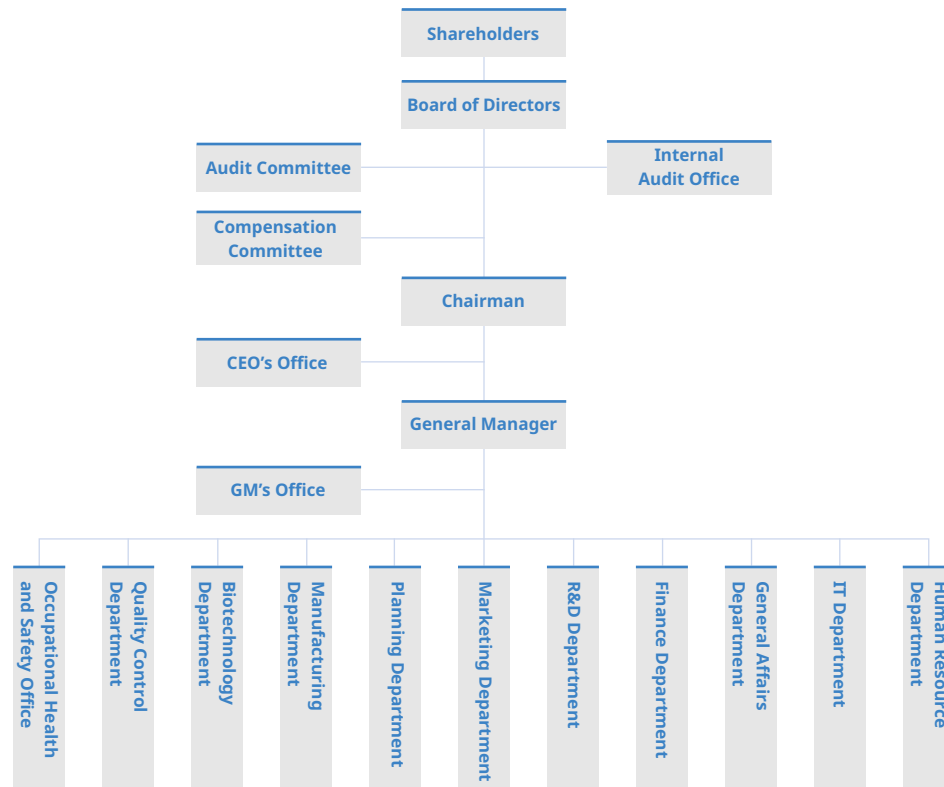 Shareholders
Board of Directors
Audit Committee
Internal
Audit Office
Compensation
Committee
Chairman
CEO’s Office
General Manager
GM’s Office
Occupational Health
and Safety Office
Quality Control
Department
Biotechnology
Department
Manufacturing
Department
Planning Department
Marketing Department
R&D Department
Finance Department
General Affairs
Department
IT Department
Human Resource
Department